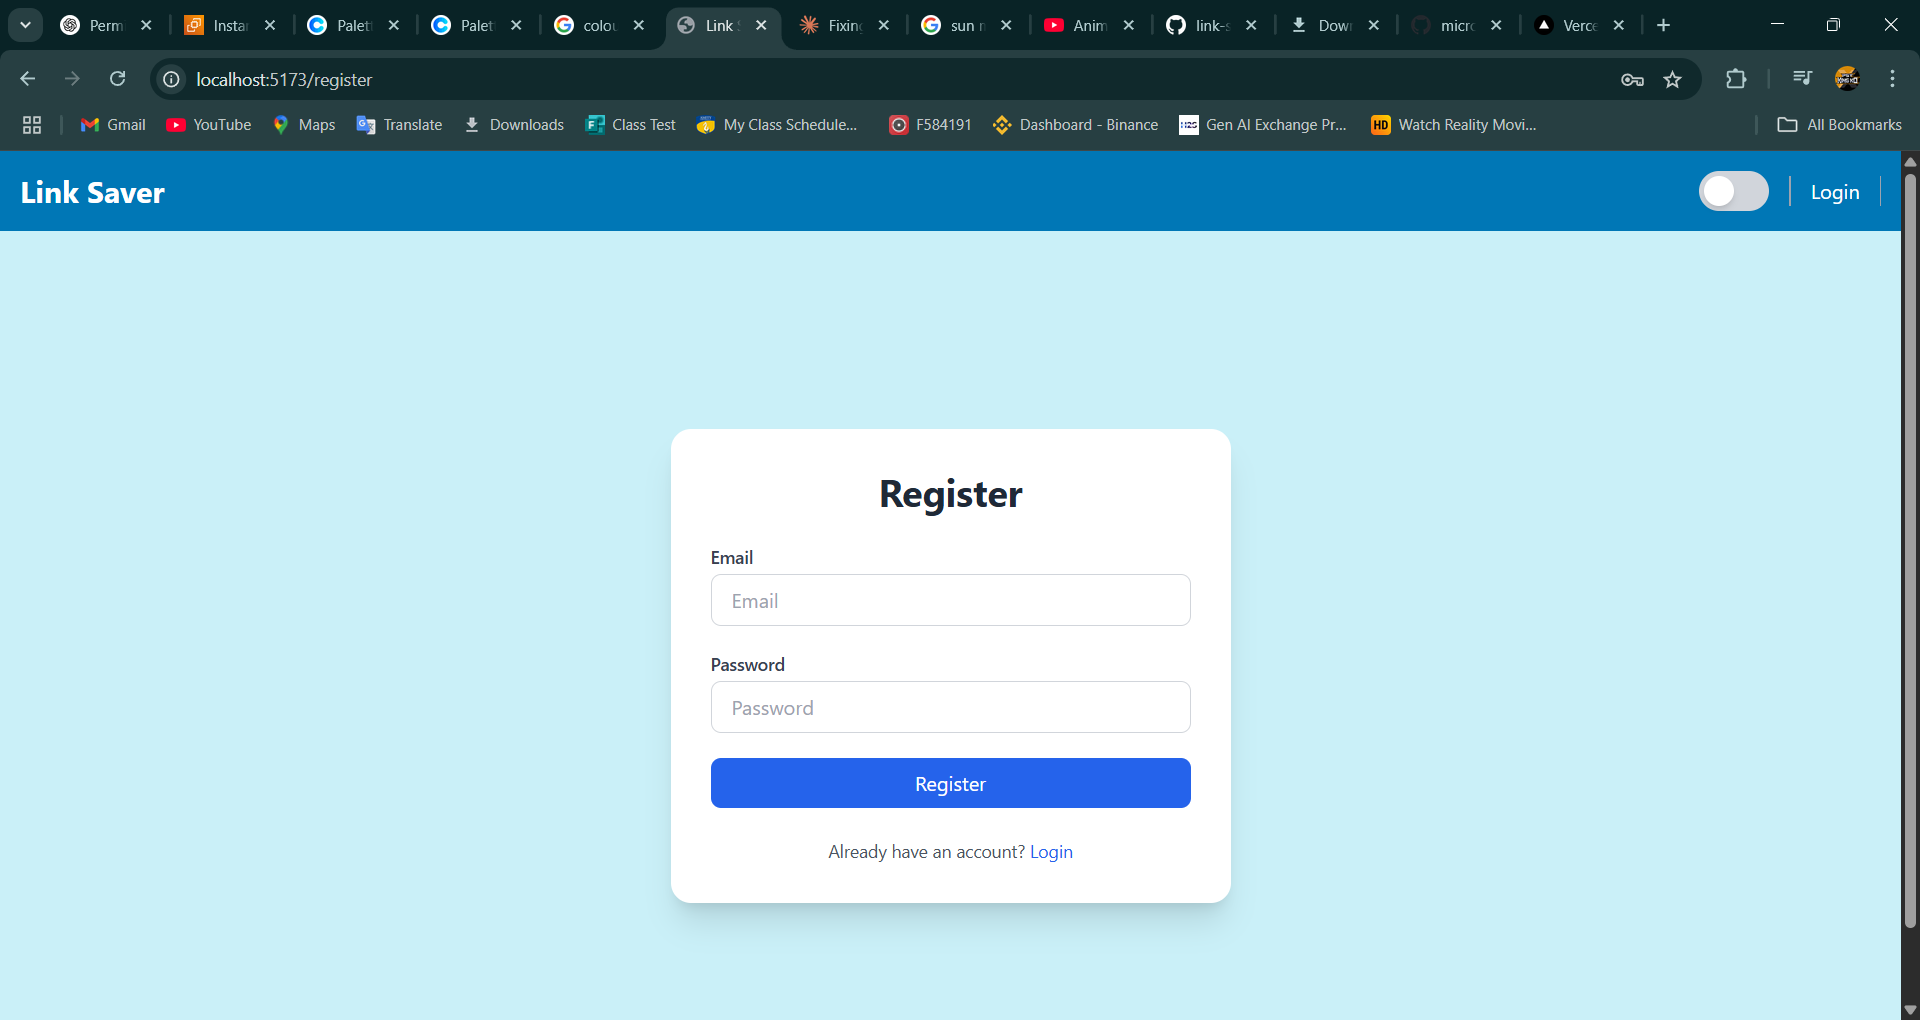 Perm
Insta
Palet
Palet
colou
Link
Fixing
sun m
Anim
link-s
Down
micro
Verce
localhost:5173/register
Gmail
YouTube
Maps
Translate
Downloads
Class Test
My Class Schedule...
F584191
Dashboard - Binance
Gen AI Exchange Pr...
HD
Watch Reality Movi...
All Bookmarks
Link Saver
Login
Register
Email
Email
Password
Password
Register
Already have an account? Login